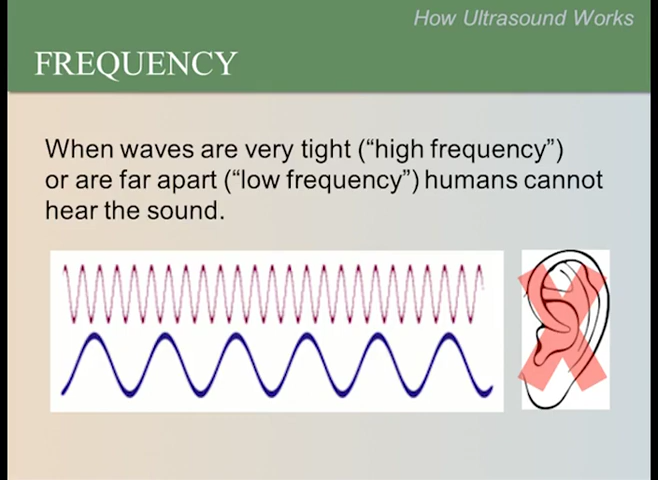 How Ultrasound Works
FREQUENCY
When waves are very tight (“high frequency”)
or are far apart (“low frequency”) humans cannot
hear the sound.